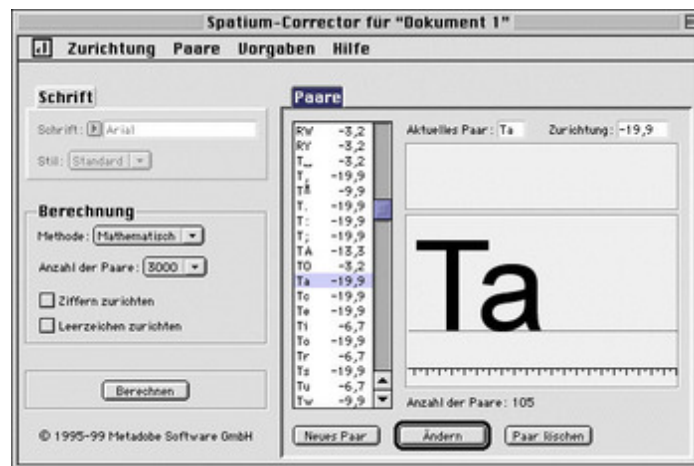 Spatium-Corrector für "Dokument 1"
Zurichtung Paare Vorgaben Hilfe
Schrift
Schrift: Arial
Stil: Standard
Berechnung
Methode: Mathematisch
Anzahl der Paare: 3000
Ziffern zurichten
Leerzeichen zurichten
Berechnen
© 1995-99 Metadobe Software GmbH
Paare
RW -3,2
RY -3,2
T -3,2
T, -19,9
-9,9
T. -19,9
T: -19,9
T; -19,9
TA -13,3
TO -3,2
Ta -19,9
Tc -19,9
Te -19,9
Ti -6,7
To -19,9
Tr -6,7
Ts -19,9
Tu -6,7
Tw -9,9
Aktuelles Paar: Ta Zurichtung: -19,9
Ta
Anzahl der Paare: 105
Neues Paar Ändern Paar löschen